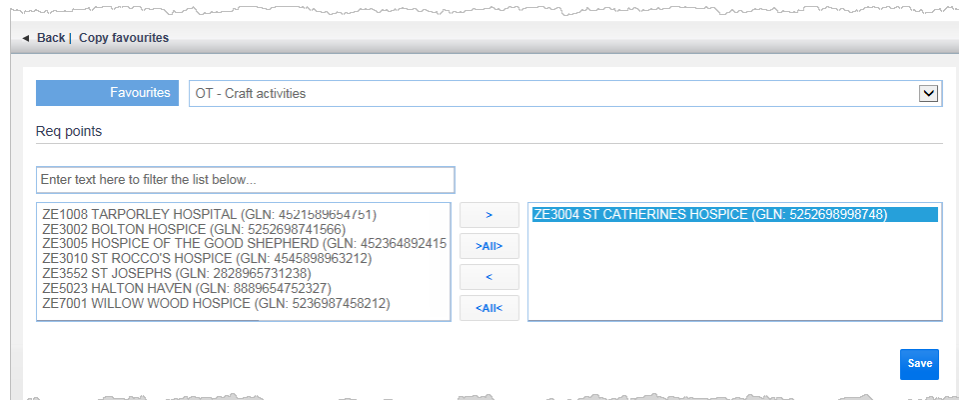 ◄ Back | Copy favourites
Favourites OT - Craft activities
Req points
Enter text here to filter the list below...
ZE1008 TARPORLEY HOSPITAL (GLN: 4521589654751)
ZE3002 BOLTON HOSPICE (GLN: 5252698741566)
ZE3005 HOSPICE OF THE GOOD SHEPHERD (GLN: 452364892415
ZE3010 ST ROCCO'S HOSPICE (GLN: 4545898963212)
ZE3552 ST JOSEPHS (GLN: 2828965731238)
ZE5023 HALTON HAVEN (GLN: 8889654752327)
ZE7001 WILLOW WOOD HOSPICE (GLN: 5236987458212)
>
>All>
<
<All<
ZE3004 ST CATHERINES HOSPICE (GLN: 5252698998748)
Save